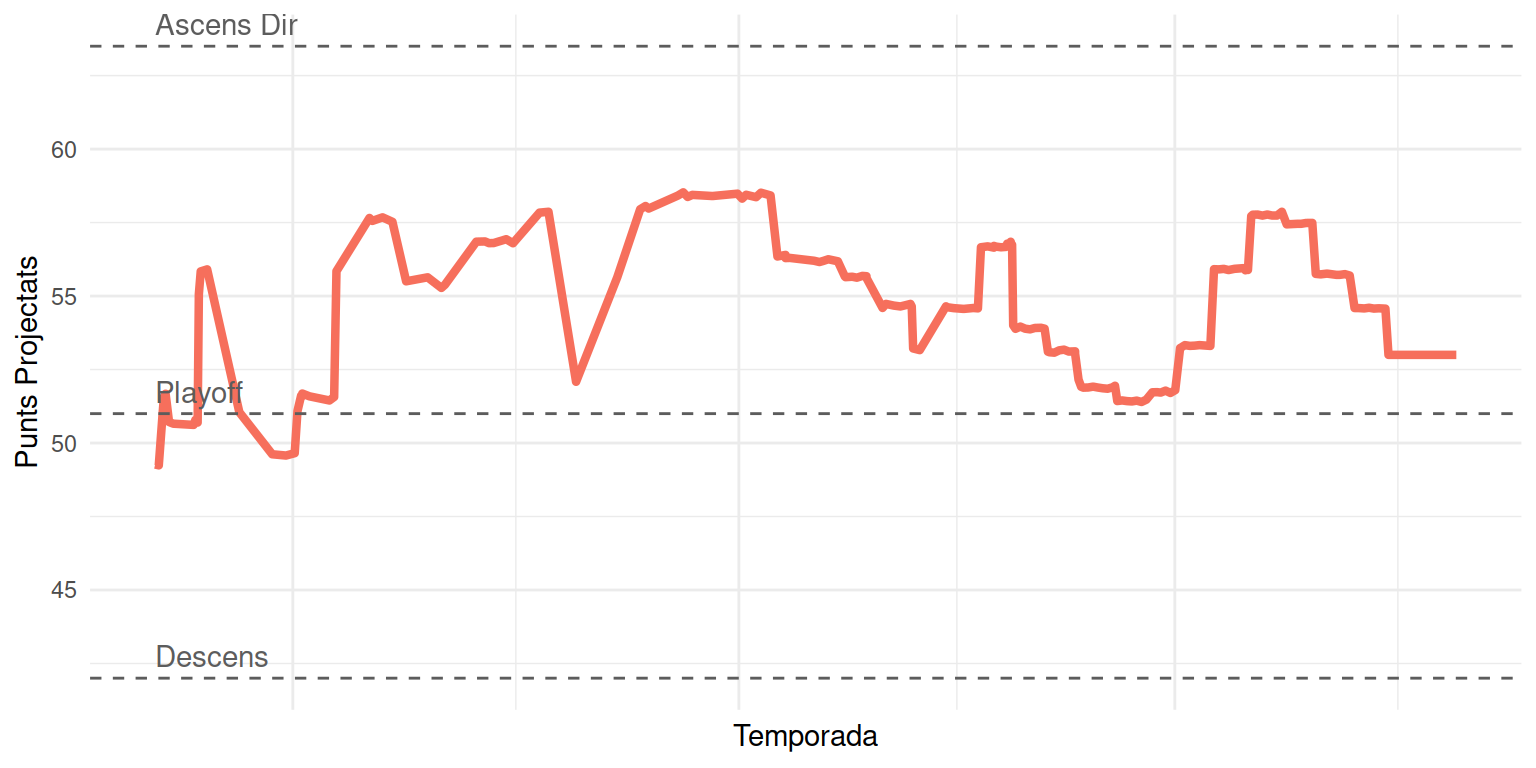 Ascens Dir
60
55
Playoff
50
45
Descens
Punts Projectats
Temporada